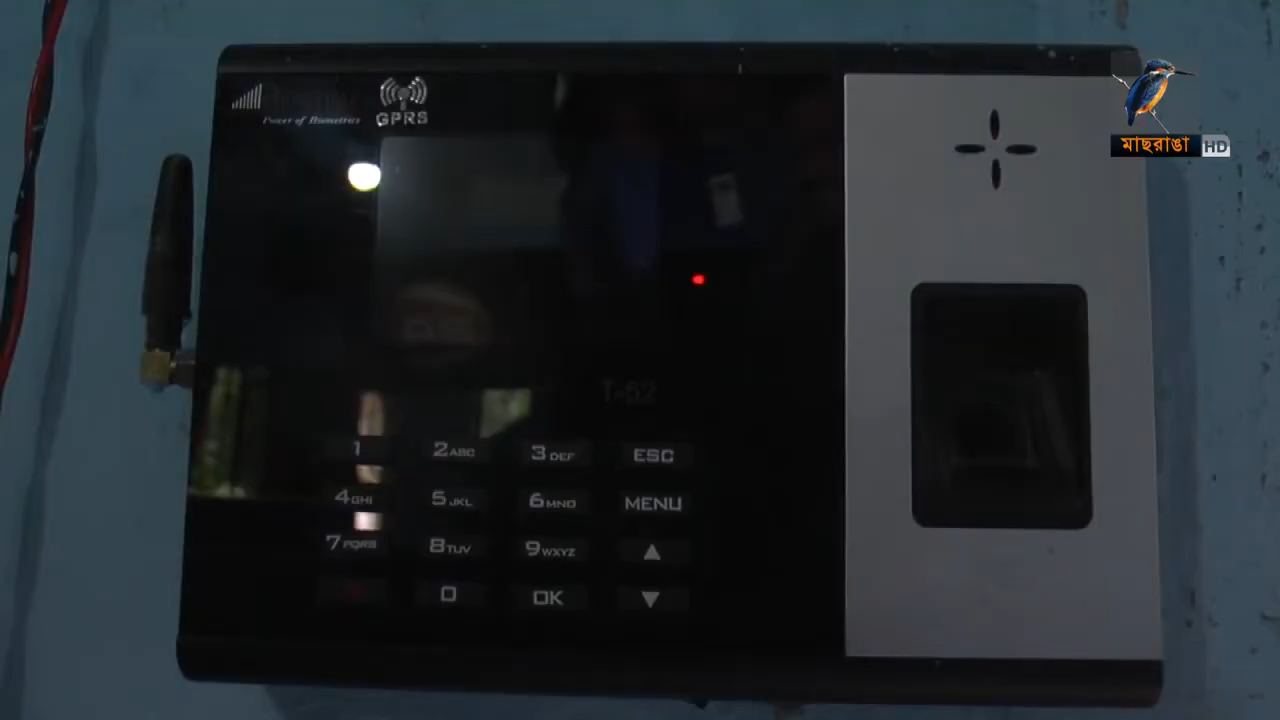 Power of Biometrics
GPRS
মাছরাঙা HD
T-52
1 2ABC 3DEF ESC
4GHI 5JKL 6MNO MENU
7PQRS 8TUV 9WXYZ ▲
0 OK ▼